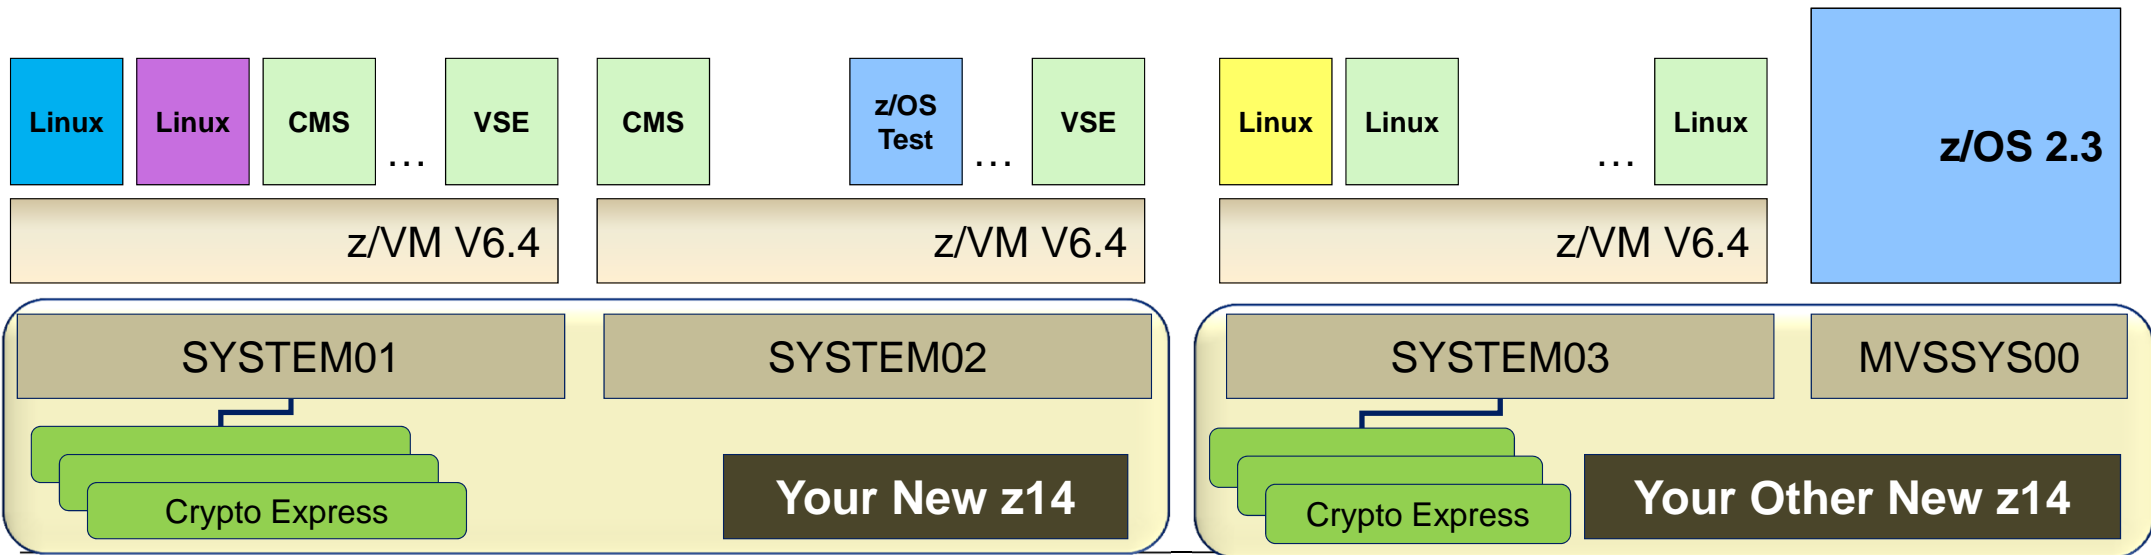 Linux Linux CMS … VSE CMS z/OS Test … VSE Linux Linux … Linux z/OS 2.3
z/VM V6.4 z/VM V6.4 z/VM V6.4
SYSTEM01 SYSTEM02 SYSTEM03 MVSSYS00
Crypto Express Your New z14 Crypto Express Your Other New z14